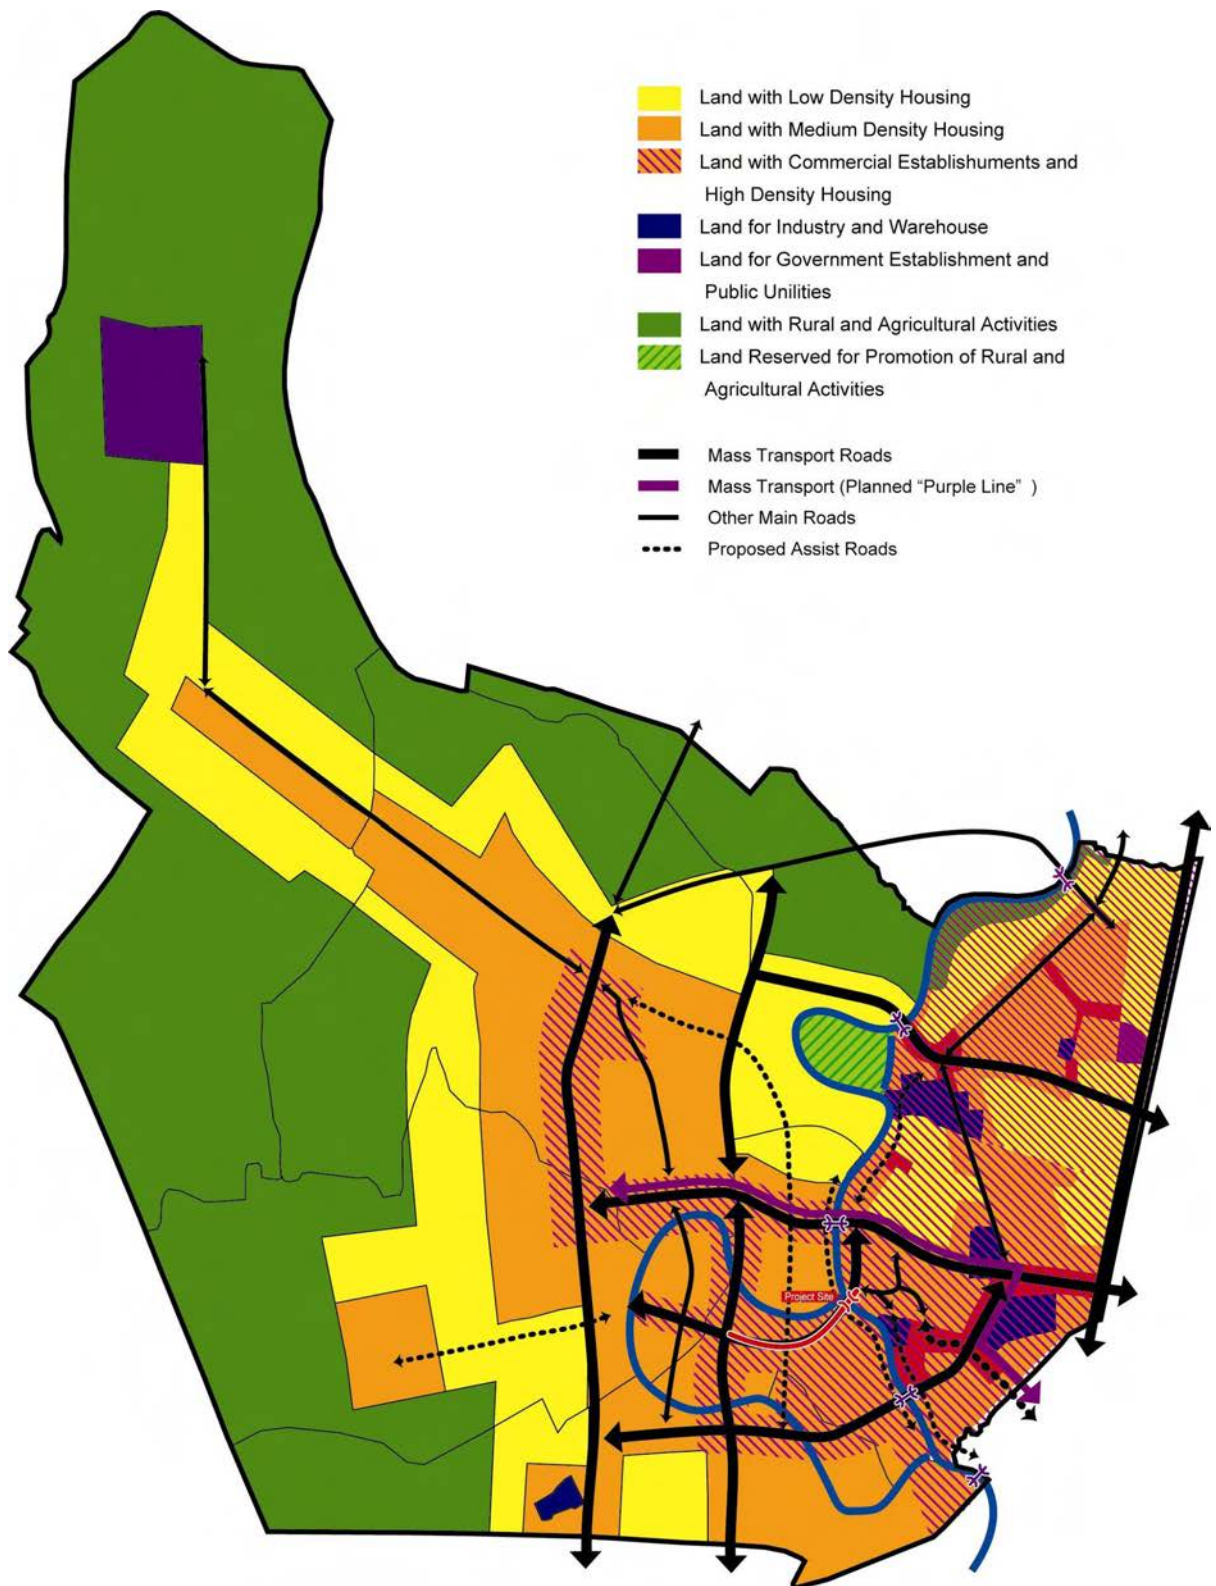 Land with Low Density Housing
Land with Medium Density Housing
Land with Commercial Establishuments and
High Density Housing
Land for Industry and Warehouse
Land for Government Establishment and
Public Unilities
Land with Rural and Agricultural Activities
Land Reserved for Promotion of Rural and
Agricultural Activities
Mass Transport Roads
Mass Transport (Planned “Purple Line” )
Other Main Roads
Proposed Assist Roads
Project Site